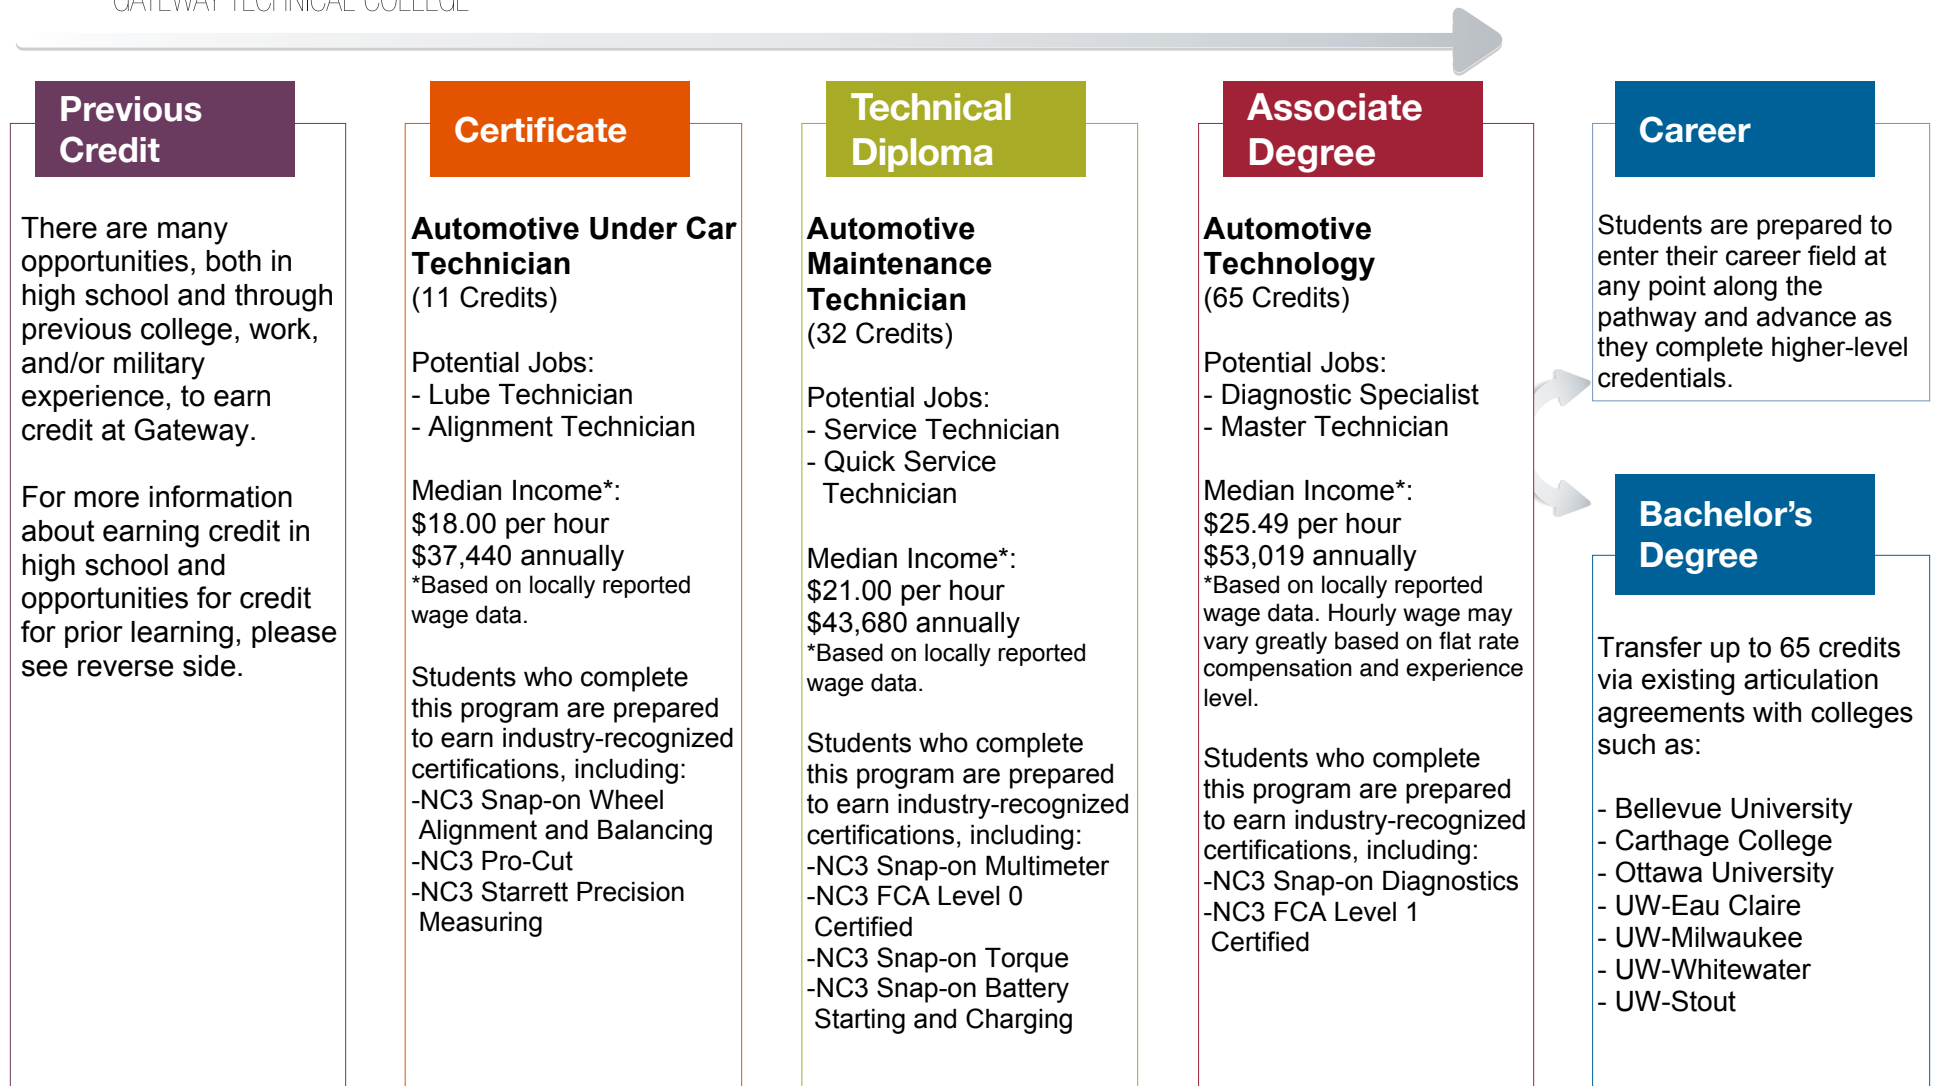 GATEWAY TECHNICAL COLLEGE
Previous
Credit
There are many
opportunities, both in
high school and through
previous college, work,
and/or military
experience, to earn
credit at Gateway.
For more information
about earning credit in
high school and
opportunities for credit
for prior learning, please
see reverse side.
Certificate
Automotive Under Car
Technician
(11 Credits)
Potential Jobs:
- Lube Technician
- Alignment Technician
Median Income*:
$18.00 per hour
$37,440 annually
*Based on locally reported
wage data.
Students who complete
this program are prepared
to earn industry-recognized
certifications, including:
-NC3 Snap-on Wheel
Alignment and Balancing
-NC3 Pro-Cut
-NC3 Starrett Precision
Measuring
Technical
Diploma
Automotive
Maintenance
Technician
(32 Credits)
Potential Jobs:
- Service Technician
- Quick Service
Technician
Median Income*:
$21.00 per hour
$43,680 annually
*Based on locally reported
wage data.
Students who complete
this program are prepared
to earn industry-recognized
certifications, including:
-NC3 Snap-on Multimeter
-NC3 FCA Level 0
Certified
-NC3 Snap-on Torque
-NC3 Snap-on Battery
Starting and Charging
Associate
Degree
Automotive
Technology
(65 Credits)
Potential Jobs:
- Diagnostic Specialist
- Master Technician
Median Income*:
$25.49 per hour
$53,019 annually
*Based on locally reported
wage data. Hourly wage may
vary greatly based on flat rate
compensation and experience
level.
Students who complete
this program are prepared
to earn industry-recognized
certifications, including:
-NC3 Snap-on Diagnostics
-NC3 FCA Level 1
Certified
Career
Students are prepared to
enter their career field at
any point along the
pathway and advance as
they complete higher-level
credentials.
Bachelor's
Degree
Transfer up to 65 credits
via existing articulation
agreements with colleges
such as:
- Bellevue University
- Carthage College
- Ottawa University
- UW-Eau Claire
- UW-Milwaukee
- UW-Whitewater
- UW-Stout